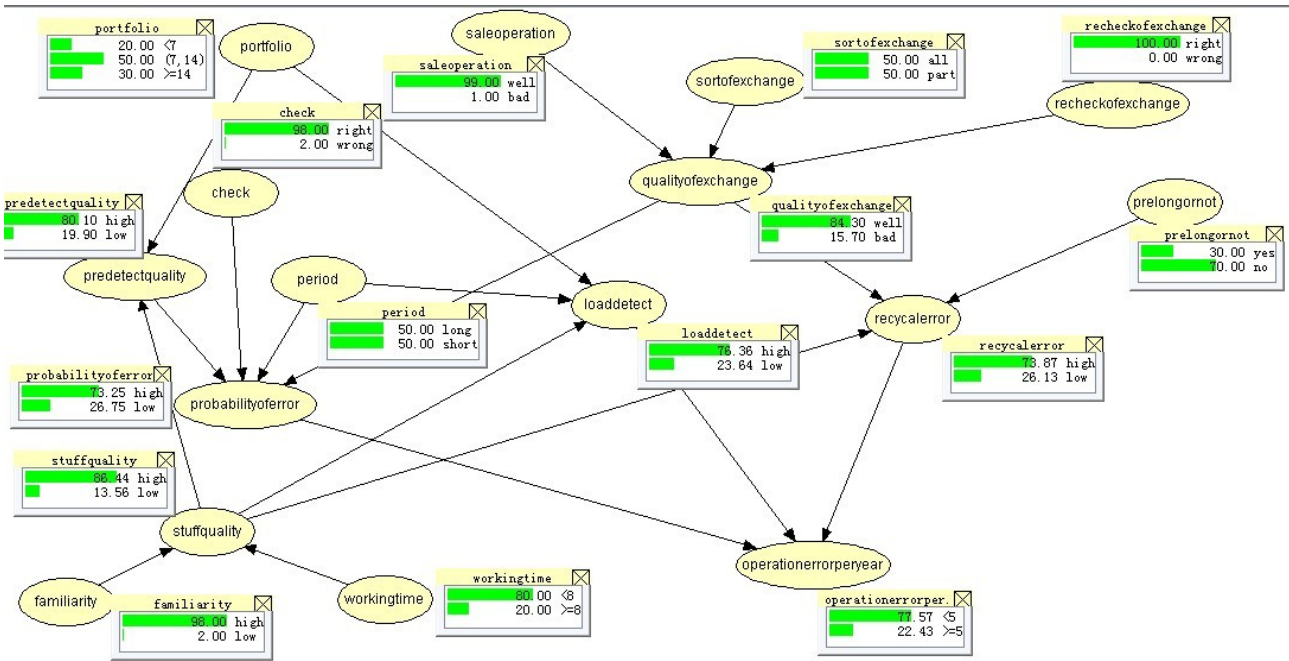 portfolio
20.00 <7
50.00 (7,14)
30.00 >=14
portfolio
saleoperation
saleoperation
99.00 well
1.00 bad
sortofexchange
50.00 all
50.00 part
sortofexchange
recheckofexchange
100.00 right
0.00 wrong
recheckofexchange
check
98.00 right
2.00 wrong
check
qualityofexchange
qualityofexchange
84.30 well
15.70 bad
prelongornot
prelongornot
30.00 yes
70.00 no
predetectquality
80.10 high
19.90 low
predetectquality
period
period
50.00 long
50.00 short
loaddetect
loaddetect
76.36 high
23.64 low
recycalerror
recycalerror
73.87 high
26.13 low
probabilityoferror
73.25 high
26.75 low
probabilityoferror
stuffquality
86.44 high
13.56 low
stuffquality
familiarity
familiarity
98.00 high
2.00 low
workingtime
workingtime
80.00 <8
20.00 >=8
operationerrorperyear
operationerrorper.
77.57 <5
22.43 >=5